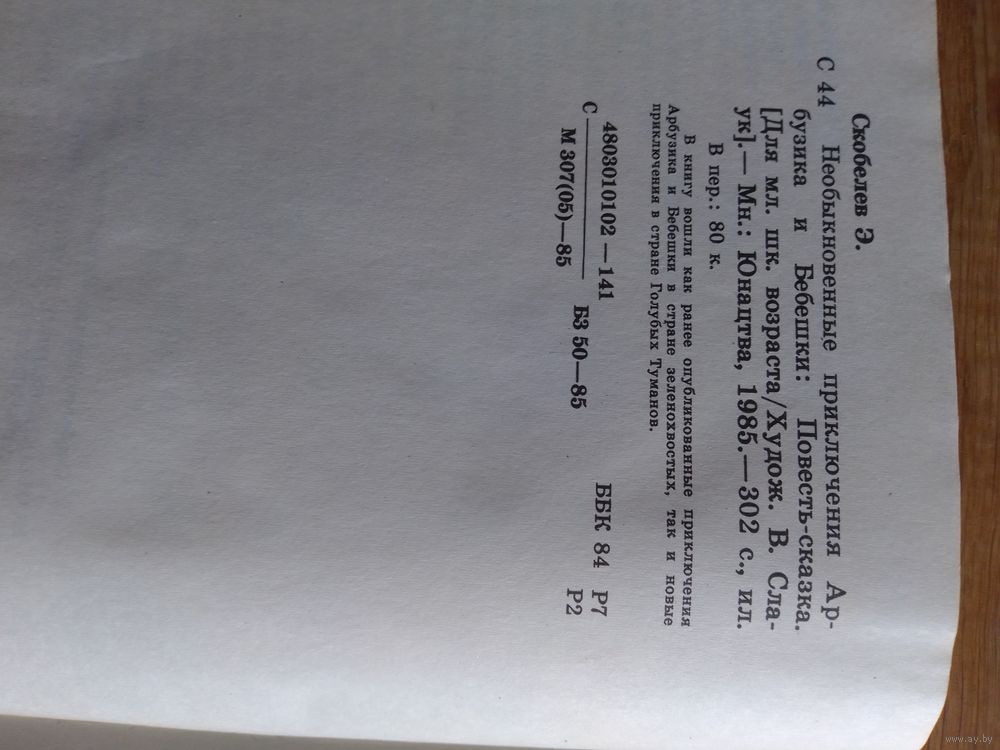 Скобелев Э.
С 44 Необыкновенные приключения Ар-
бузика и Бебешки: Повесть-сказка.
[Для мл. шк. возраста/Худож. В. Сла-
ук].— Мн.: Юнацтва, 1985.—302 с., ил.
В пер.: 80 к.
В книгу вошли как ранее опубликованные приключения
Арбузика и Бебешки в стране зеленохвостых, так и новые
приключения в стране Голубых Туманов.
4803010102—141
С БЗ 50—85
М 307(05)—85
ББК 84 Р7
Р2
www.ay.by